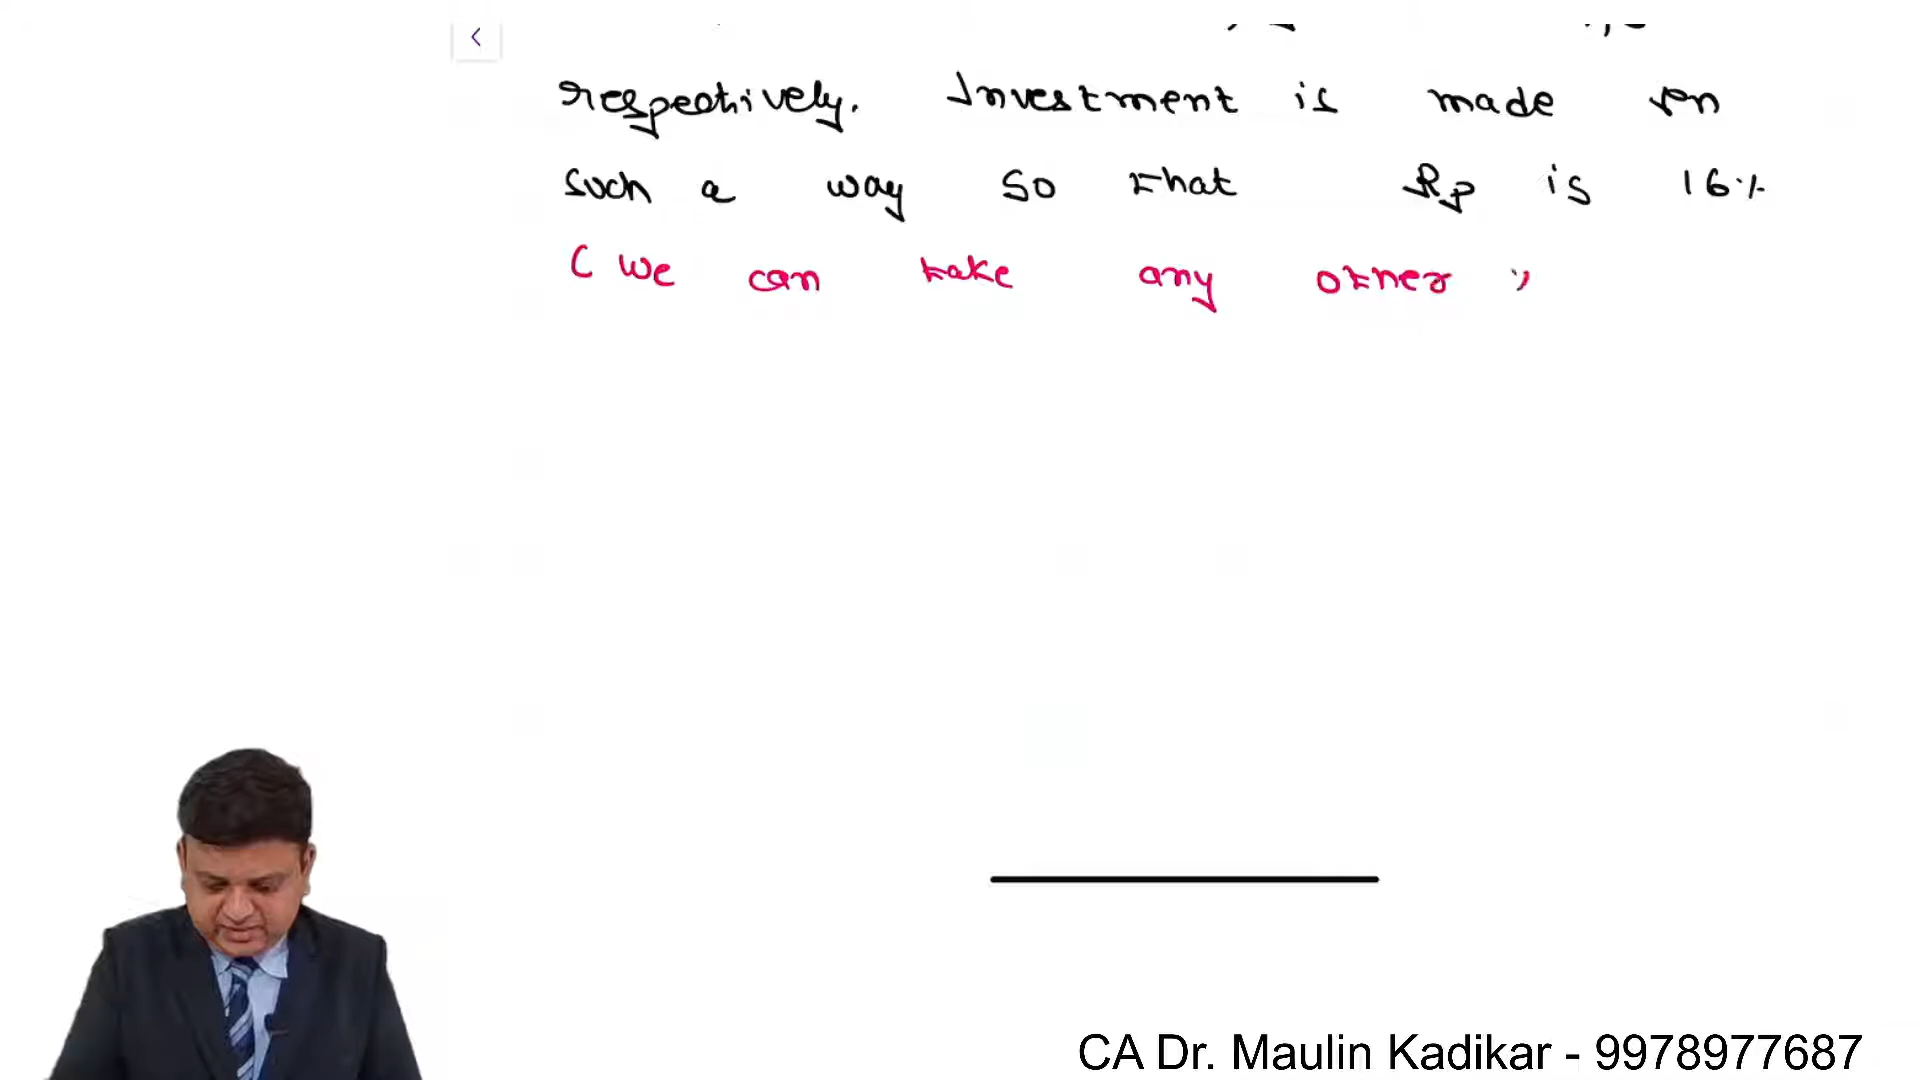 respectively. Investment is made in
such a way so that Rp is 16%
( we can take any other
CA Dr. Maulin Kadikar - 9978977687